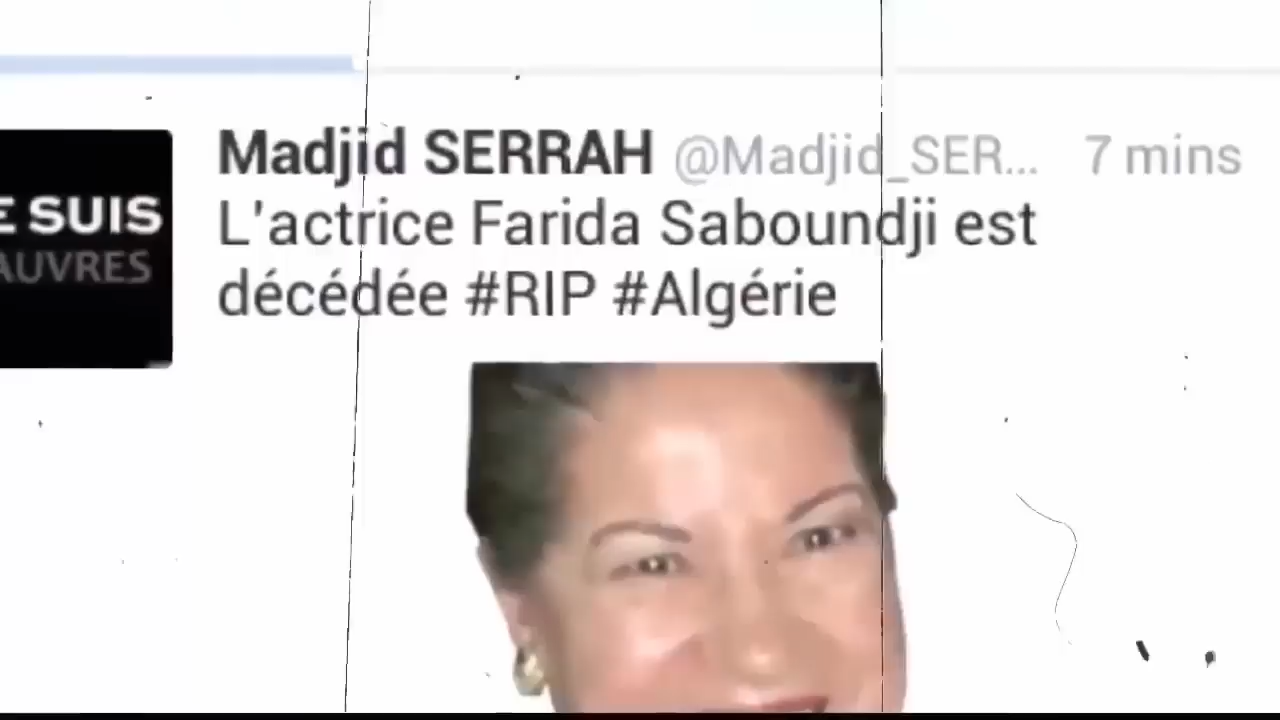 Madjid SERRAH @Madjid_SER... 7 mins
E SUIS
L'actrice Farida Saboundji est
AUVRES
décédée #RIP #Algérie